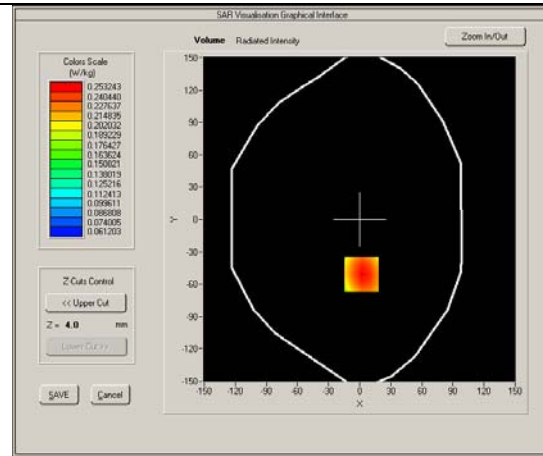 SAR Visualisation Graphical Interface
Volume Radiated Intensity
Zoom In/Out
Colors Scale
(W/kg)
0.253243
0.240440
0.227637
0.214835
0.202032
0.189229
0.176427
0.163624
0.150821
0.138019
0.125216
0.112413
0.099611
0.086808
0.074005
0.061203
Z Cuts Control
<< Upper Cut
Z = 4.0 mm
Lower Cut >>
SAVE Cancel
150
120
90
60
30
0
-30
-60
-90
-120
-150
Y
-150 -120 -90 -60 -30 0 30 60 90 120 150
X